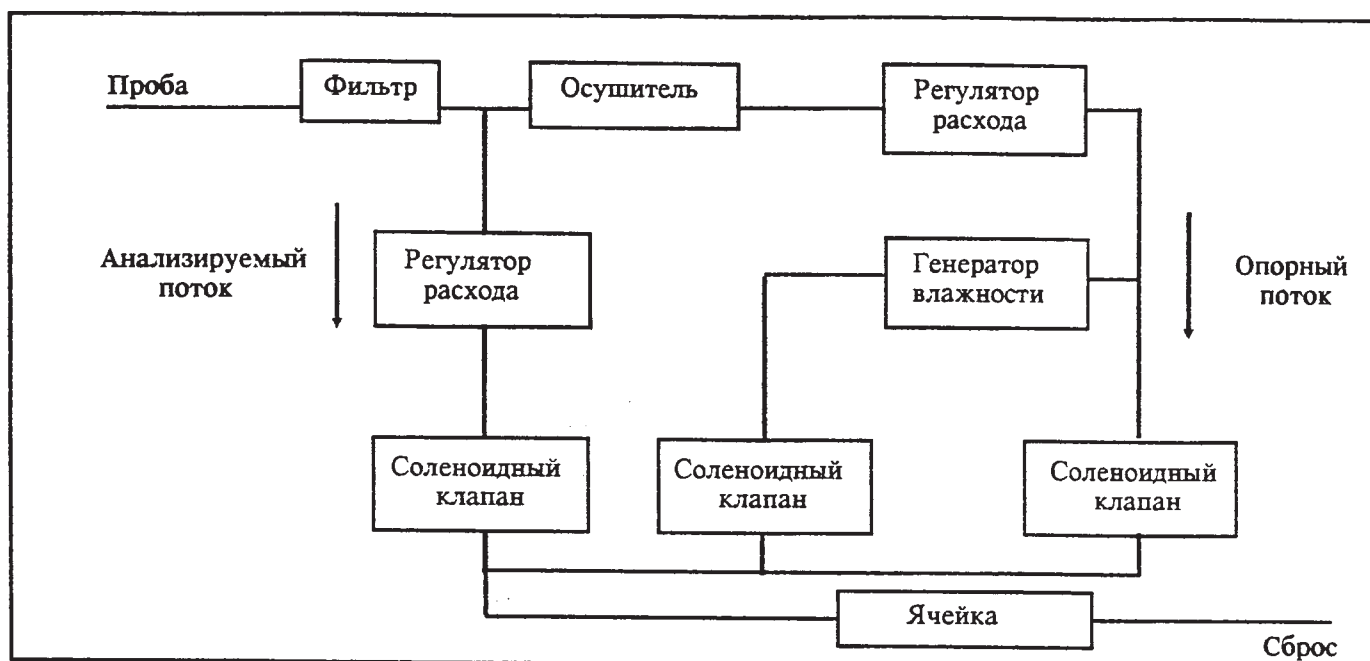 Проба
Фильтр
Осушитель
Регулятор
расхода
Анализируемый
поток
Регулятор
расхода
Генератор
влажности
Опорный
поток
Соленоидный
клапан
Соленоидный
клапан
Соленоидный
клапан
Ячейка
Сброс